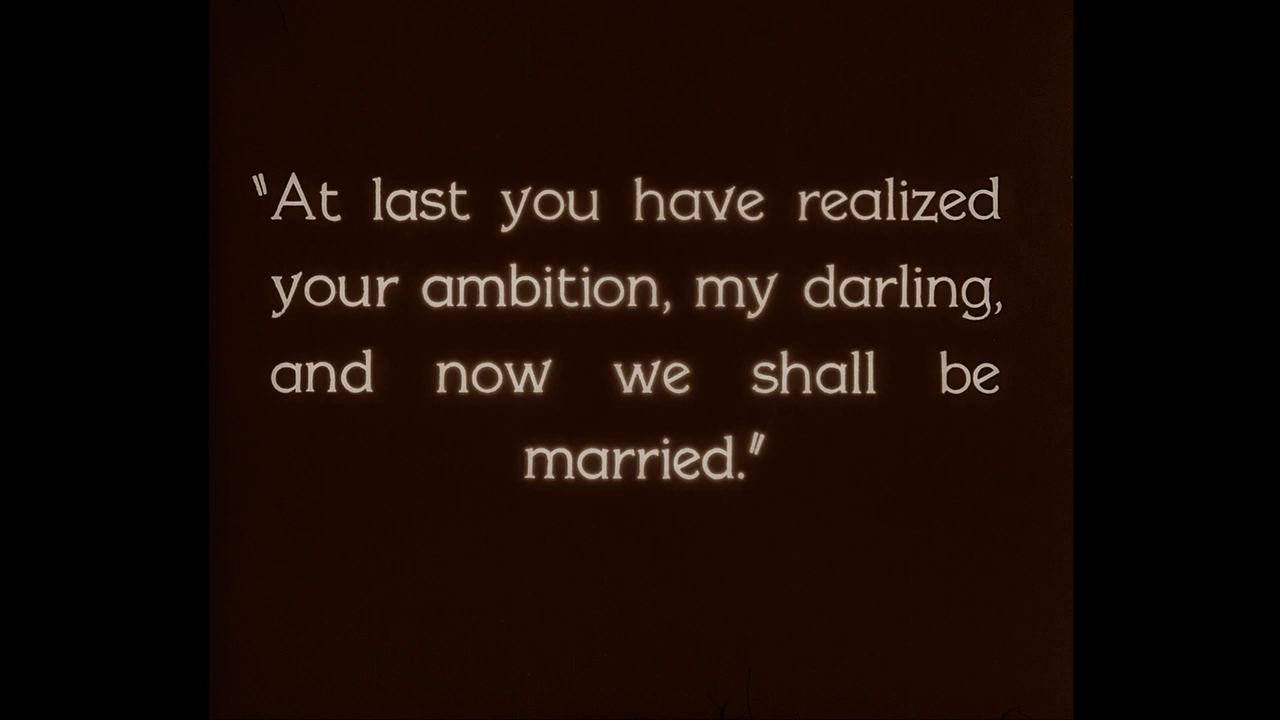 "At last you have realized
your ambition, my darling,
and now we shall be
married."